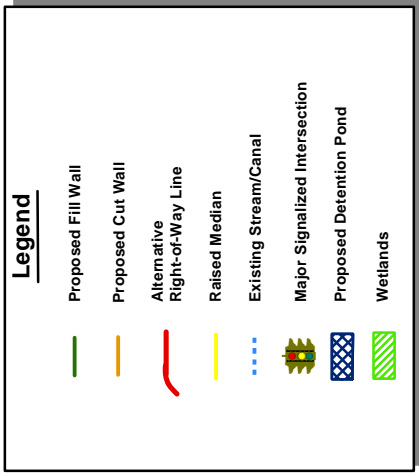 Legend
Proposed Fill Wall
Proposed Cut Wall
Alternative
Right-of-Way Line
Raised Median
Existing Stream/Canal
Major Signalized Intersection
Proposed Detention Pond
Wetlands